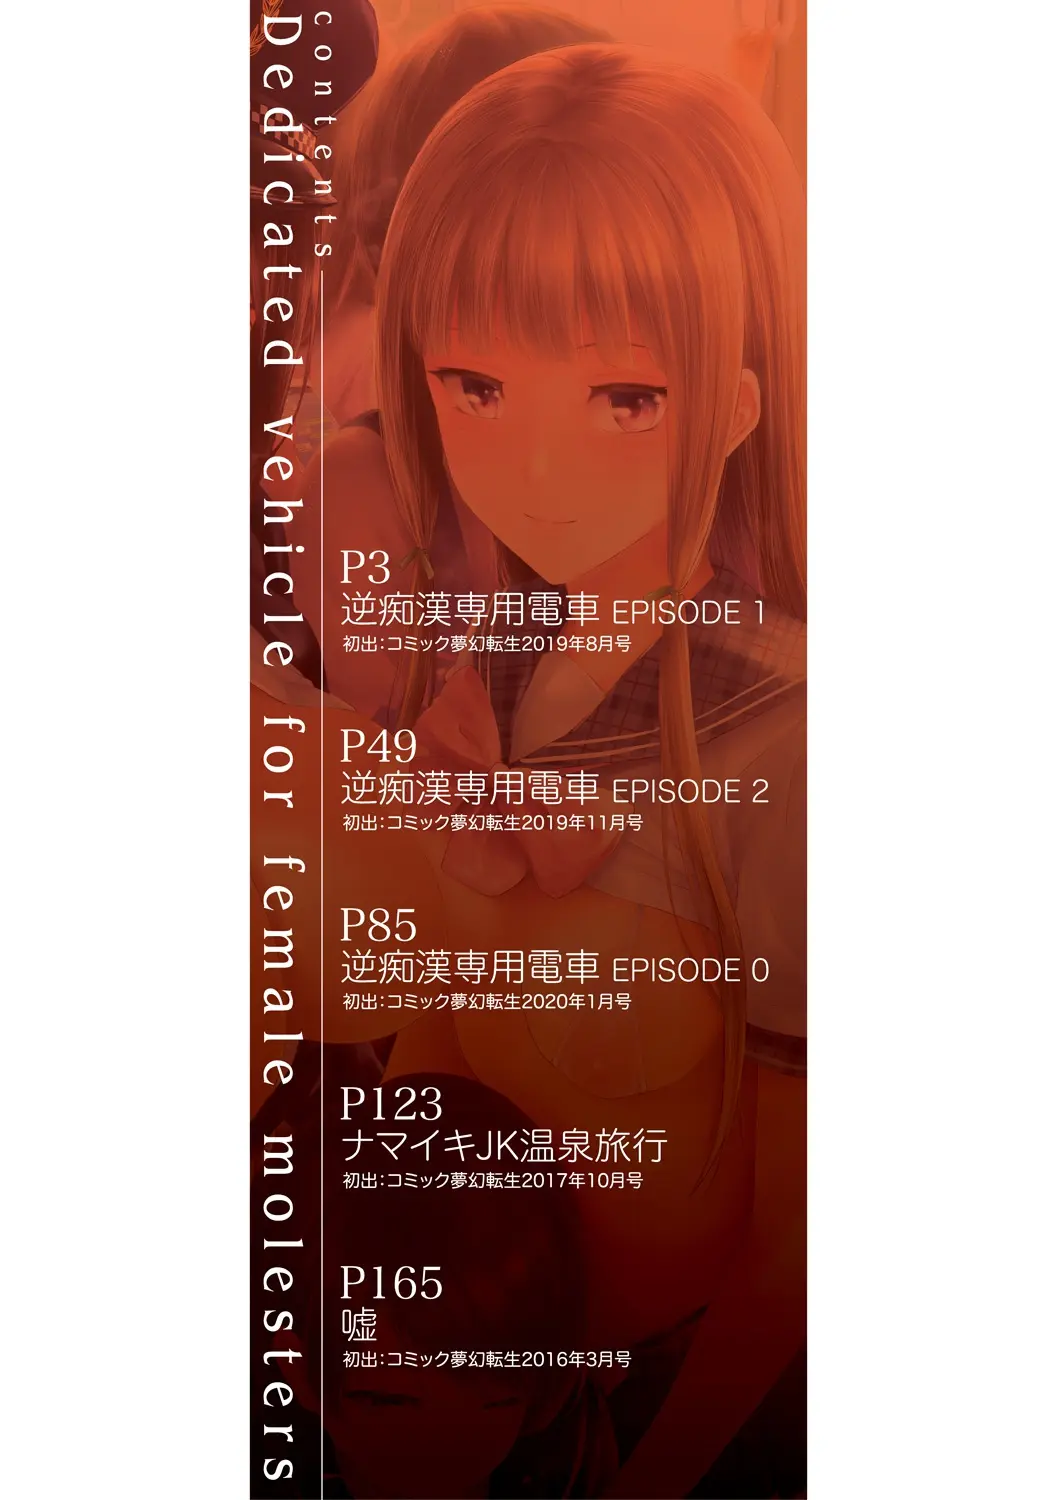 contents
Dedicated vehicle for female molesters
P3
逆痴漢専用電車 EPISODE 1
初出：コミック夢幻転生2019年8月号
P49
逆痴漢専用電車 EPISODE 2
初出：コミック夢幻転生2019年11月号
P85
逆痴漢専用電車 EPISODE 0
初出：コミック夢幻転生2020年1月号
P123
ナマイキJK温泉旅行
初出：コミック夢幻転生2017年10月号
P165
嘘
初出：コミック夢幻転生2016年3月号